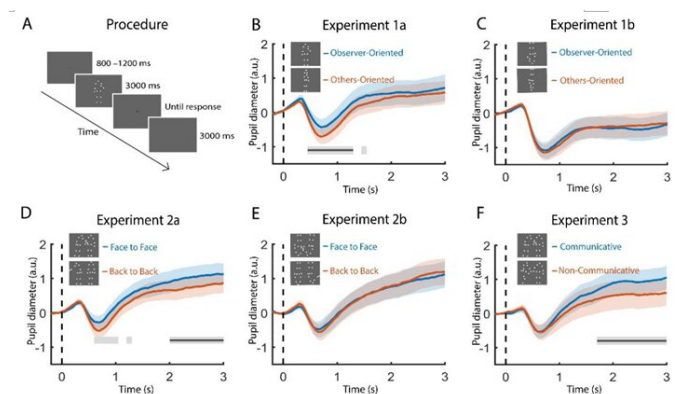 A Procedure
800 –1200 ms
3000 ms
Until response
3000 ms
Time
B Experiment 1a
Observer-Oriented
Others-Oriented
Pupil diameter (a.u.)
2
1
0
-1
0 1 2 3
Time (s)
C Experiment 1b
Observer-Oriented
Others-Oriented
Pupil diameter (a.u.)
2
1
0
-1
0 1 2 3
Time (s)
D Experiment 2a
Face to Face
Back to Back
Pupil diameter (a.u.)
2
1
0
-1
0 1 2 3
Time (s)
E Experiment 2b
Face to Face
Back to Back
Pupil diameter (a.u.)
2
1
0
-1
0 1 2 3
Time (s)
F Experiment 3
Communicative
Non-Communicative
Pupil diameter (a.u.)
2
1
0
-1
0 1 2 3
Time (s)